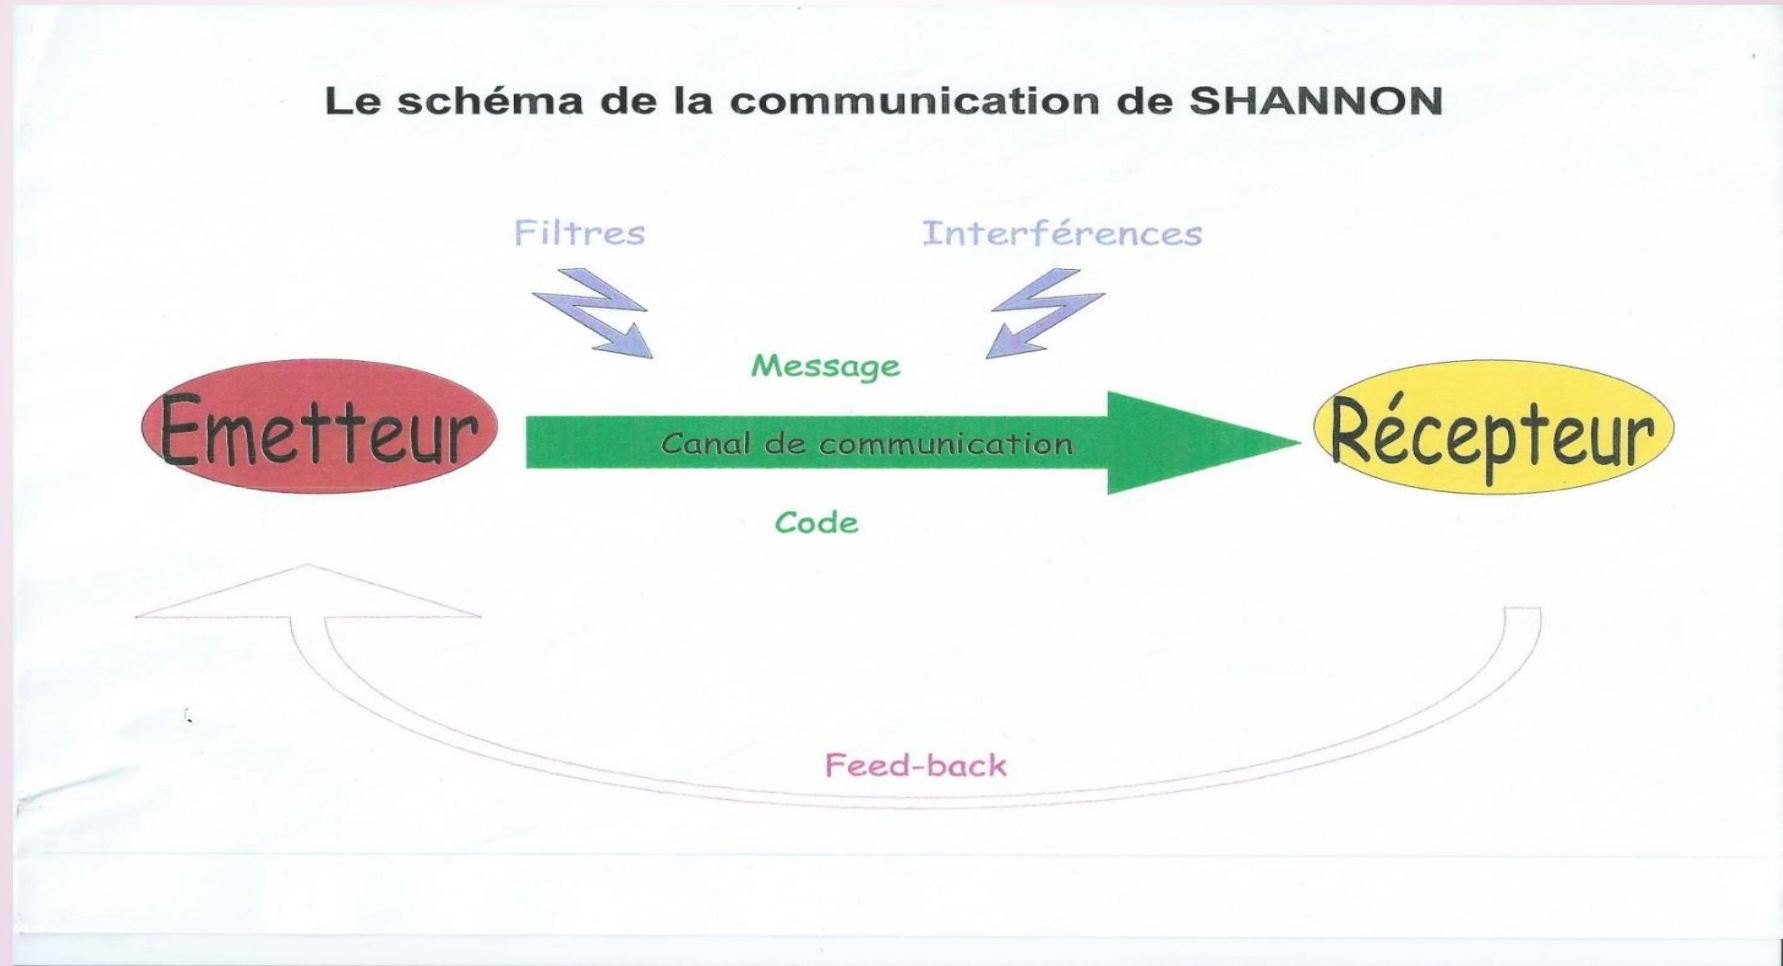 Le schéma de la communication de SHANNON
Filtres
Interférences
Message
Emetteur
Canal de communication
Récepteur
Code
Feed-back